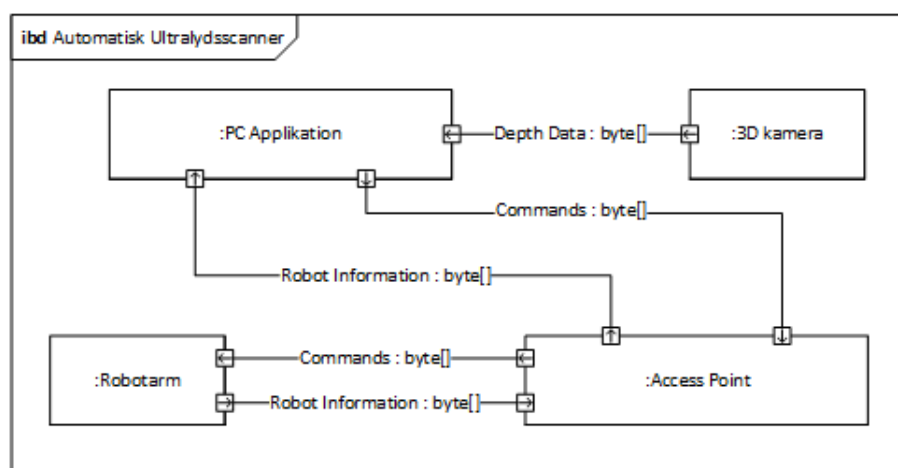 ibd Automatisk Ultralydsscanner
:PC Applikation
Depth Data : byte[]
:3D kamera
Commands : byte[]
Robot Information : byte[]
:Robotarm
Commands : byte[]
Robot Information : byte[]
:Access Point